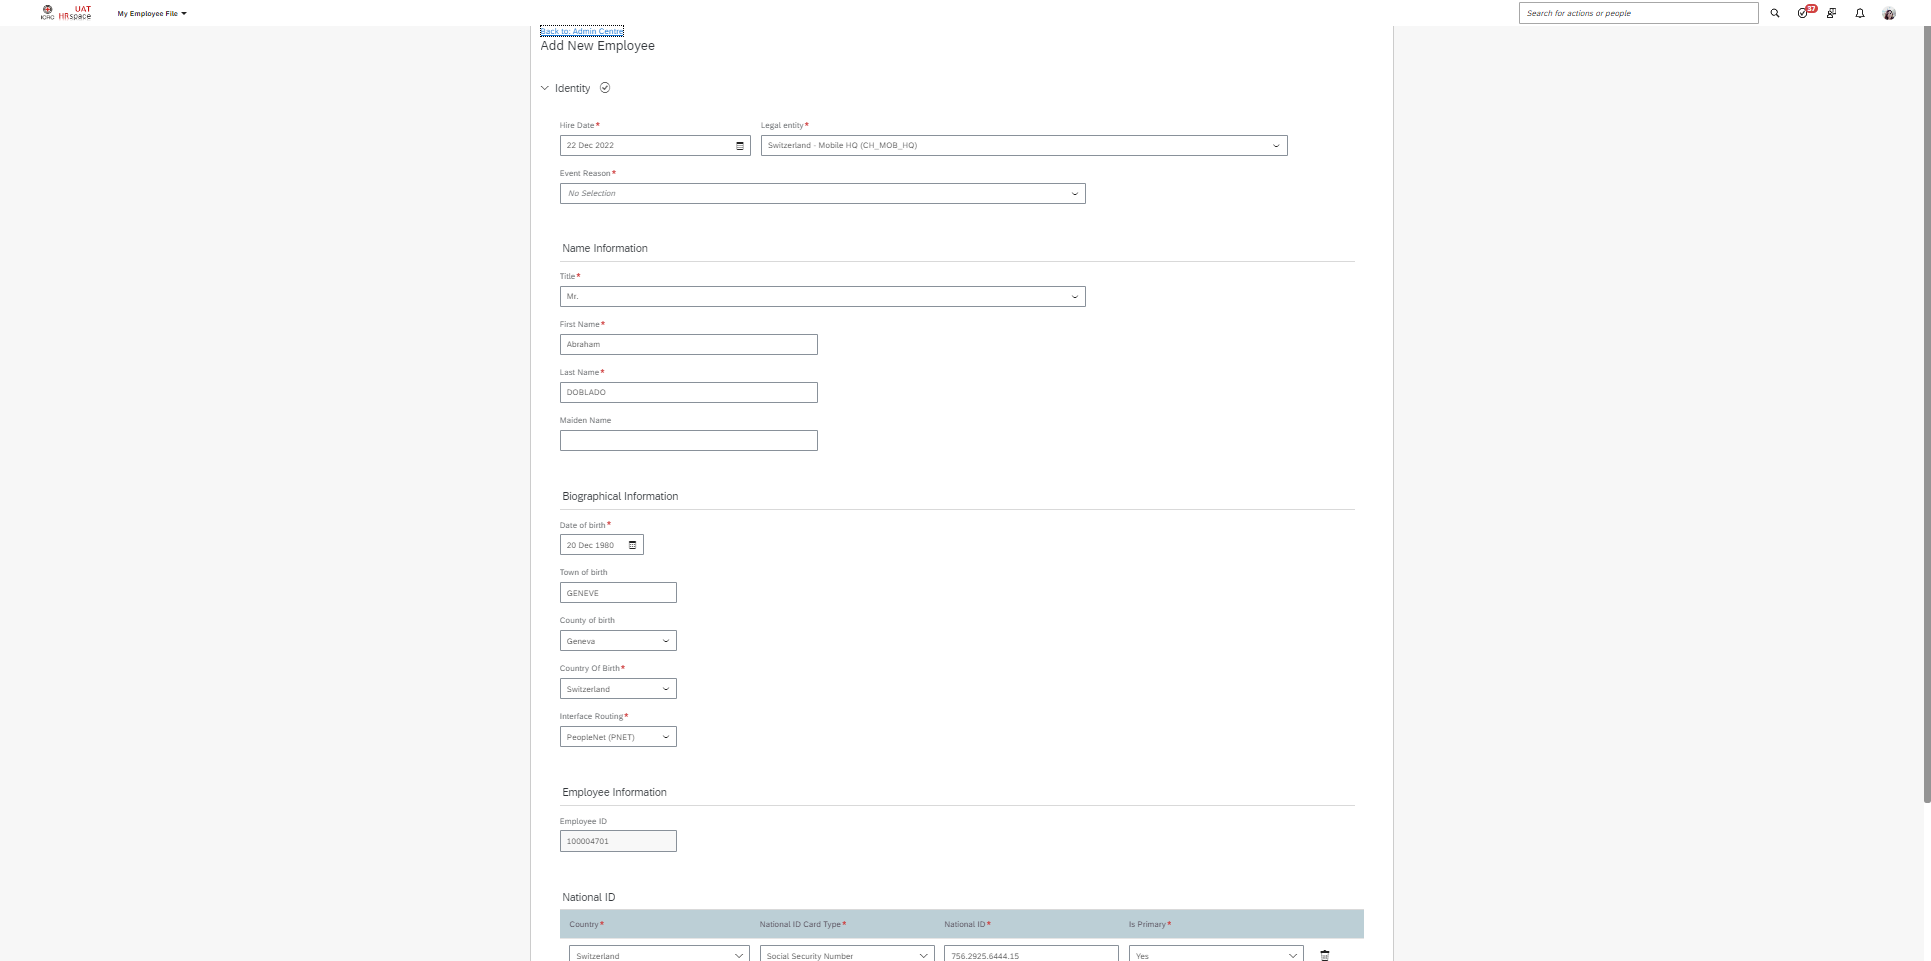 UAT
ICRC HRspace
My Employee File
Search for actions or people
37
Back to: Admin Centre
Add New Employee
Identity
Hire Date* Legal entity*
22 Dec 2022 Switzerland - Mobile HQ (CH_MOB_HQ)
Event Reason*
No Selection
Name Information
Title*
Mr.
First Name*
Abraham
Last Name*
DOBLADO
Maiden Name
Biographical Information
Date of birth*
20 Dec 1980
Town of birth
GENEVE
County of birth
Geneva
Country Of Birth*
Switzerland
Interface Routing*
PeopleNet (PNET)
Employee Information
Employee ID
100004701
National ID
Country* National ID Card Type* National ID* Is Primary*
Switzerland Social Security Number 756.2925.6444.15 Yes